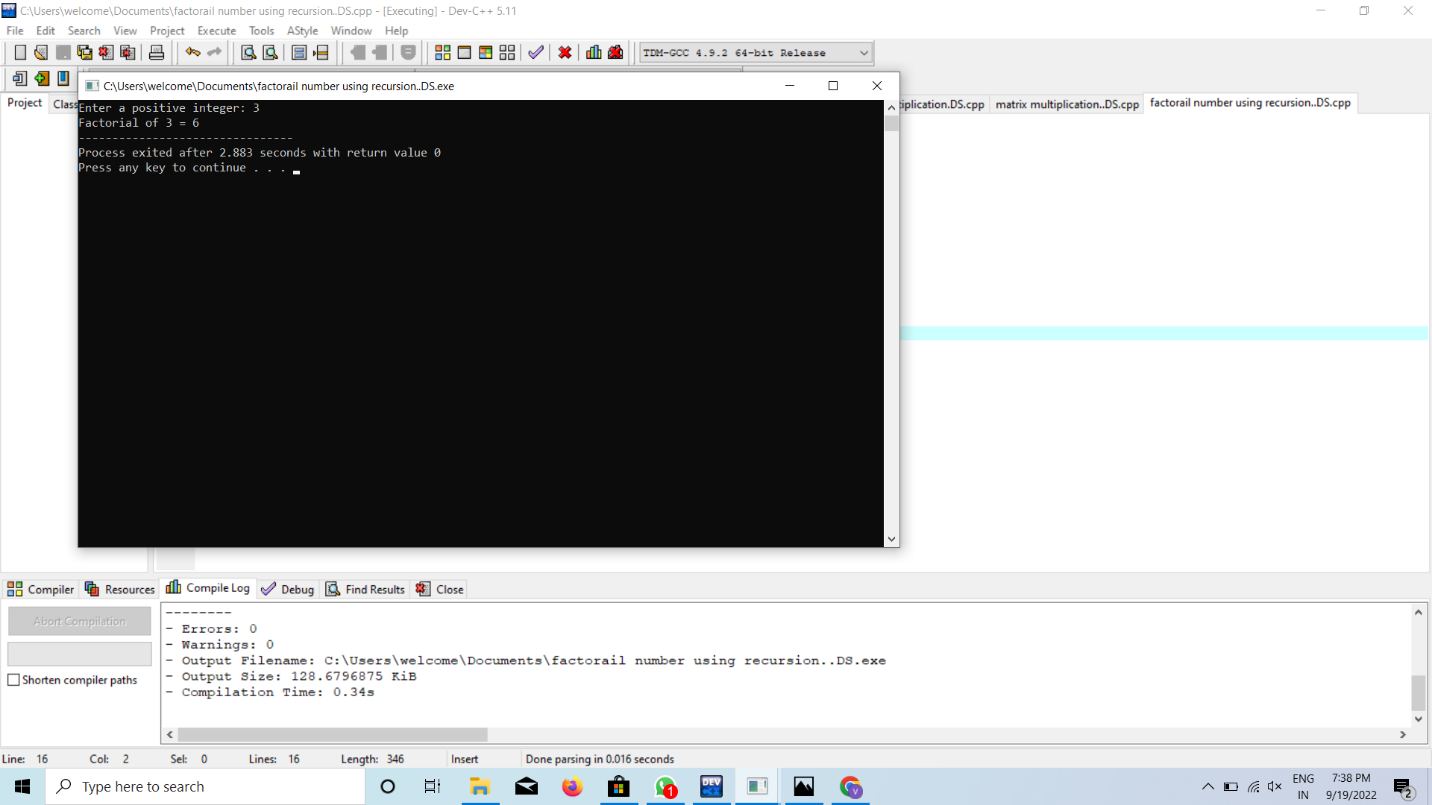 C:\Users\welcome\Documents\factorail number using recursion..DS.cpp - [Executing] - Dev-C++ 5.11
File Edit Search View Project Execute Tools AStyle Window Help
TDM-GCC 4.9.2 64-bit Release
C:\Users\welcome\Documents\factorail number using recursion..DS.exe
Project Clas
tiplication.DS.cpp matrix multiplication..DS.cpp factorail number using recursion..DS.cpp
Enter a positive integer: 3
Factorial of 3 = 6
--------------------------------
Process exited after 2.883 seconds with return value 0
Press any key to continue . . .
Compiler Resources Compile Log Debug Find Results Close
Abort Compilation
Shorten compiler paths
--------
- Errors: 0
- Warnings: 0
- Output Filename: C:\Users\welcome\Documents\factorail number using recursion..DS.exe
- Output Size: 128.6796875 KiB
- Compilation Time: 0.34s
Line: 16 Col: 2 Sel: 0 Lines: 16 Length: 346 Insert Done parsing in 0.016 seconds
Type here to search
DEV
1
V
ENG
IN
7:38 PM
9/19/2022
2